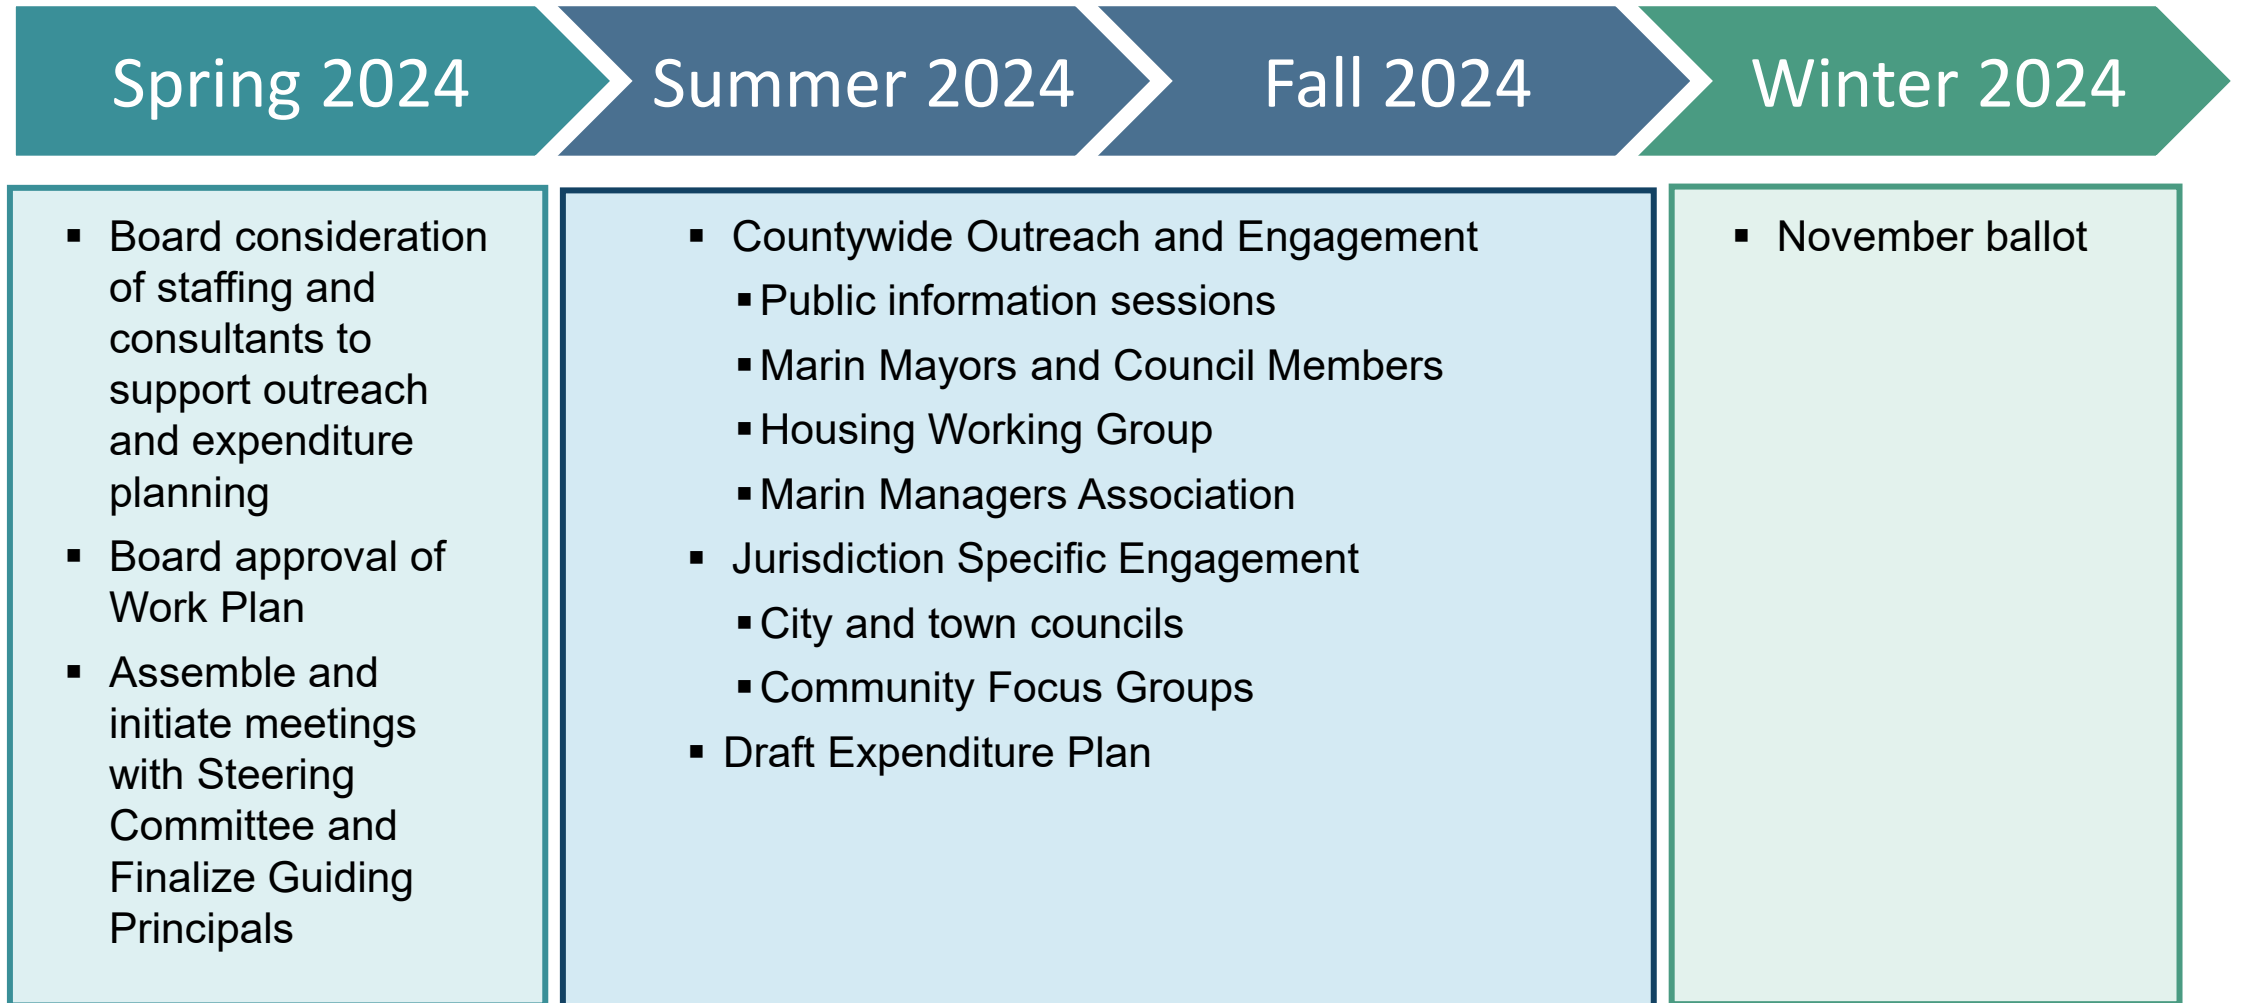 Spring 2024
Summer 2024
Fall 2024
Winter 2024
▪ Board consideration
of staffing and
consultants to
support outreach
and expenditure
planning
▪ Board approval of
Work Plan
▪ Assemble and
initiate meetings
with Steering
Committee and
Finalize Guiding
Principals
▪ Countywide Outreach and Engagement
▪ Public information sessions
▪ Marin Mayors and Council Members
▪ Housing Working Group
▪ Marin Managers Association
▪ Jurisdiction Specific Engagement
▪ City and town councils
▪ Community Focus Groups
▪ Draft Expenditure Plan
▪ November ballot